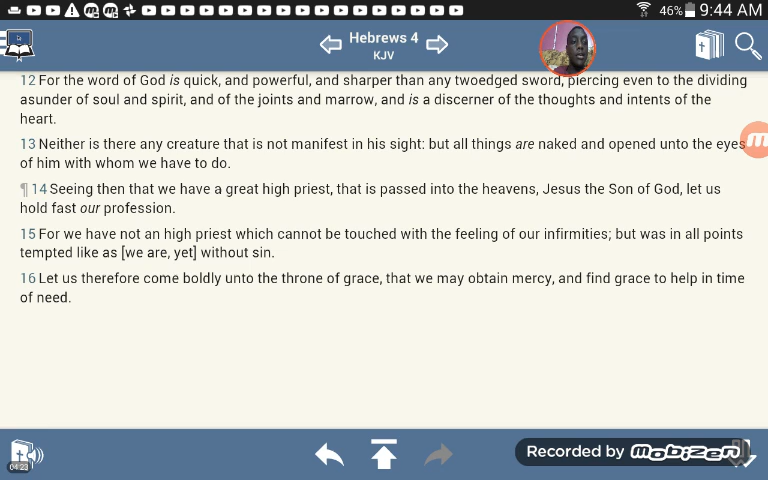 46% 9:44 AM
Hebrews 4
KJV
12 For the word of God is quick, and powerful, and sharper than any twoedged sword, piercing even to the dividing
asunder of soul and spirit, and of the joints and marrow, and is a discerner of the thoughts and intents of the
heart.
13 Neither is there any creature that is not manifest in his sight: but all things are naked and opened unto the eyes
of him with whom we have to do.
¶ 14 Seeing then that we have a great high priest, that is passed into the heavens, Jesus the Son of God, let us
hold fast our profession.
15 For we have not an high priest which cannot be touched with the feeling of our infirmities; but was in all points
tempted like as [we are, yet] without sin.
16 Let us therefore come boldly unto the throne of grace, that we may obtain mercy, and find grace to help in time
of need.
04:23
Recorded by mobizen